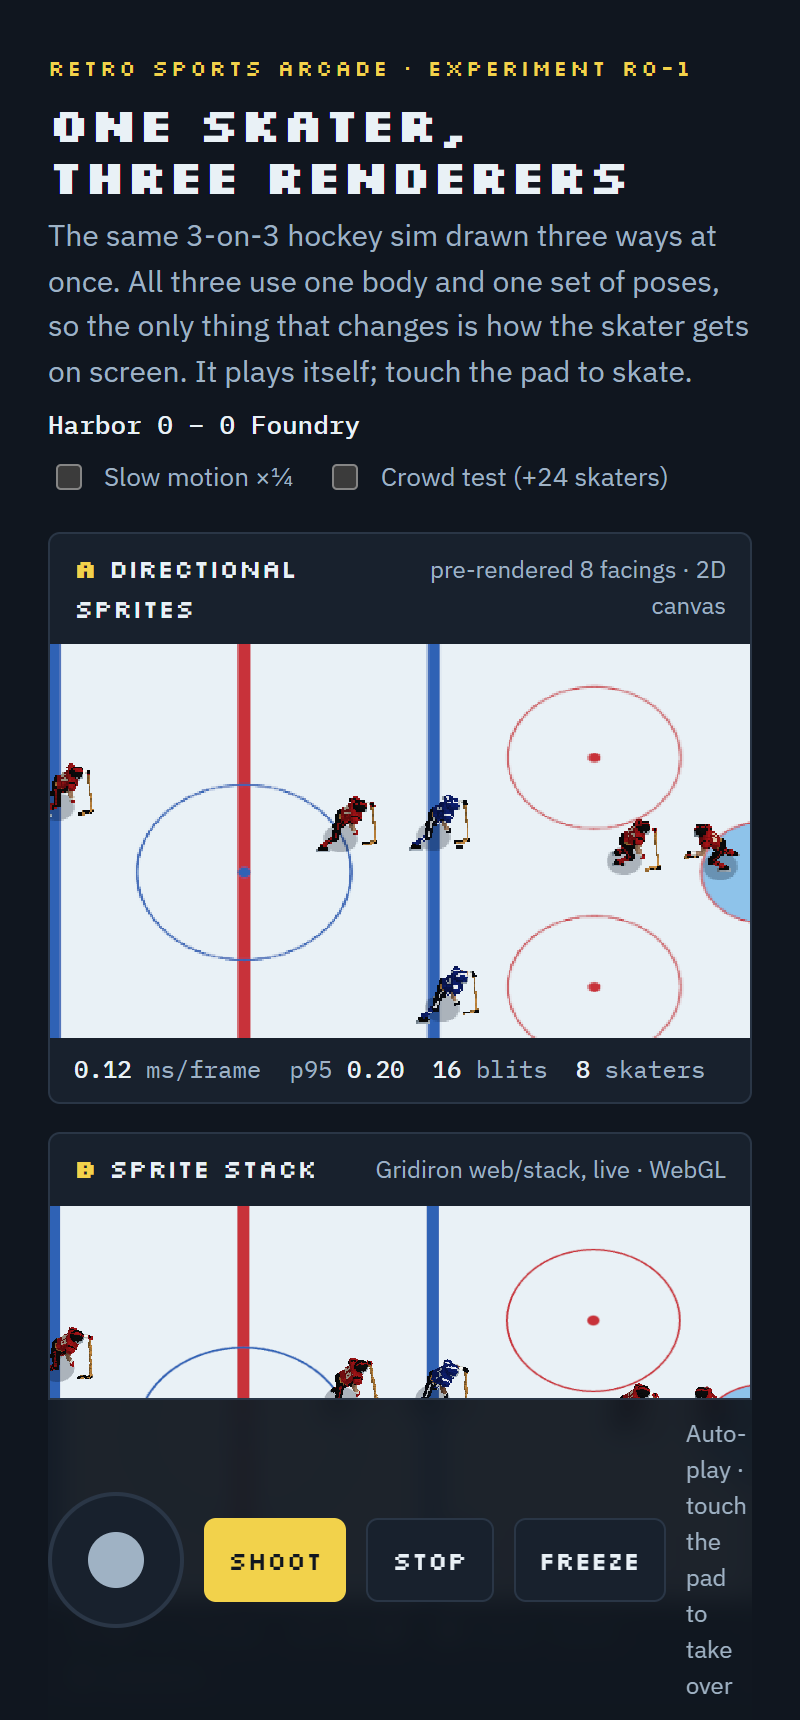 RETRO SPORTS ARCADE · EXPERIMENT RO-1
ONE SKATER,
THREE RENDERERS
The same 3-on-3 hockey sim drawn three ways at
once. All three use one body and one set of poses,
so the only thing that changes is how the skater gets
on screen. It plays itself; touch the pad to skate.
Harbor 0 – 0 Foundry
Slow motion ×¼ Crowd test (+24 skaters)
A DIRECTIONAL
SPRITES
pre-rendered 8 facings · 2D
canvas
0.12 ms/frame p95 0.20 16 blits 8 skaters
B SPRITE STACK
Gridiron web/stack, live · WebGL
SHOOT
STOP
FREEZE
Auto-
play ·
touch
the
pad
to
take
over